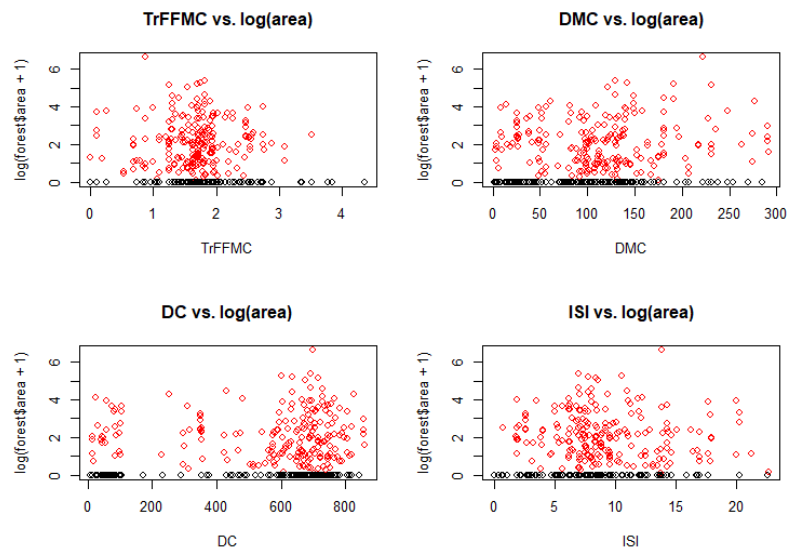 TrFFMC vs. log(area)
log(forest$area + 1)
6
4
2
0
0 1 2 3 4
TrFFMC
DMC vs. log(area)
log(forest$area + 1)
6
4
2
0
0 50 100 150 200 250 300
DMC
DC vs. log(area)
log(forest$area + 1)
6
4
2
0
0 200 400 600 800
DC
ISI vs. log(area)
log(forest$area + 1)
6
4
2
0
0 5 10 15 20
ISI